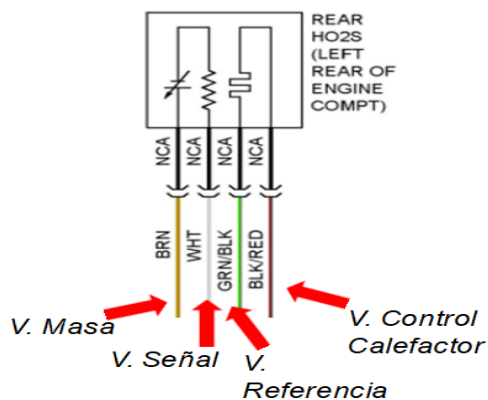 REAR
HO2S
(LEFT
REAR OF
ENGINE
COMPT)
NCA
NCA
NCA
NCA
BRN
WHT
GRN/BLK
BLK/RED
V. Masa
V. Señal
V.
Referencia
V. Control
Calefactor